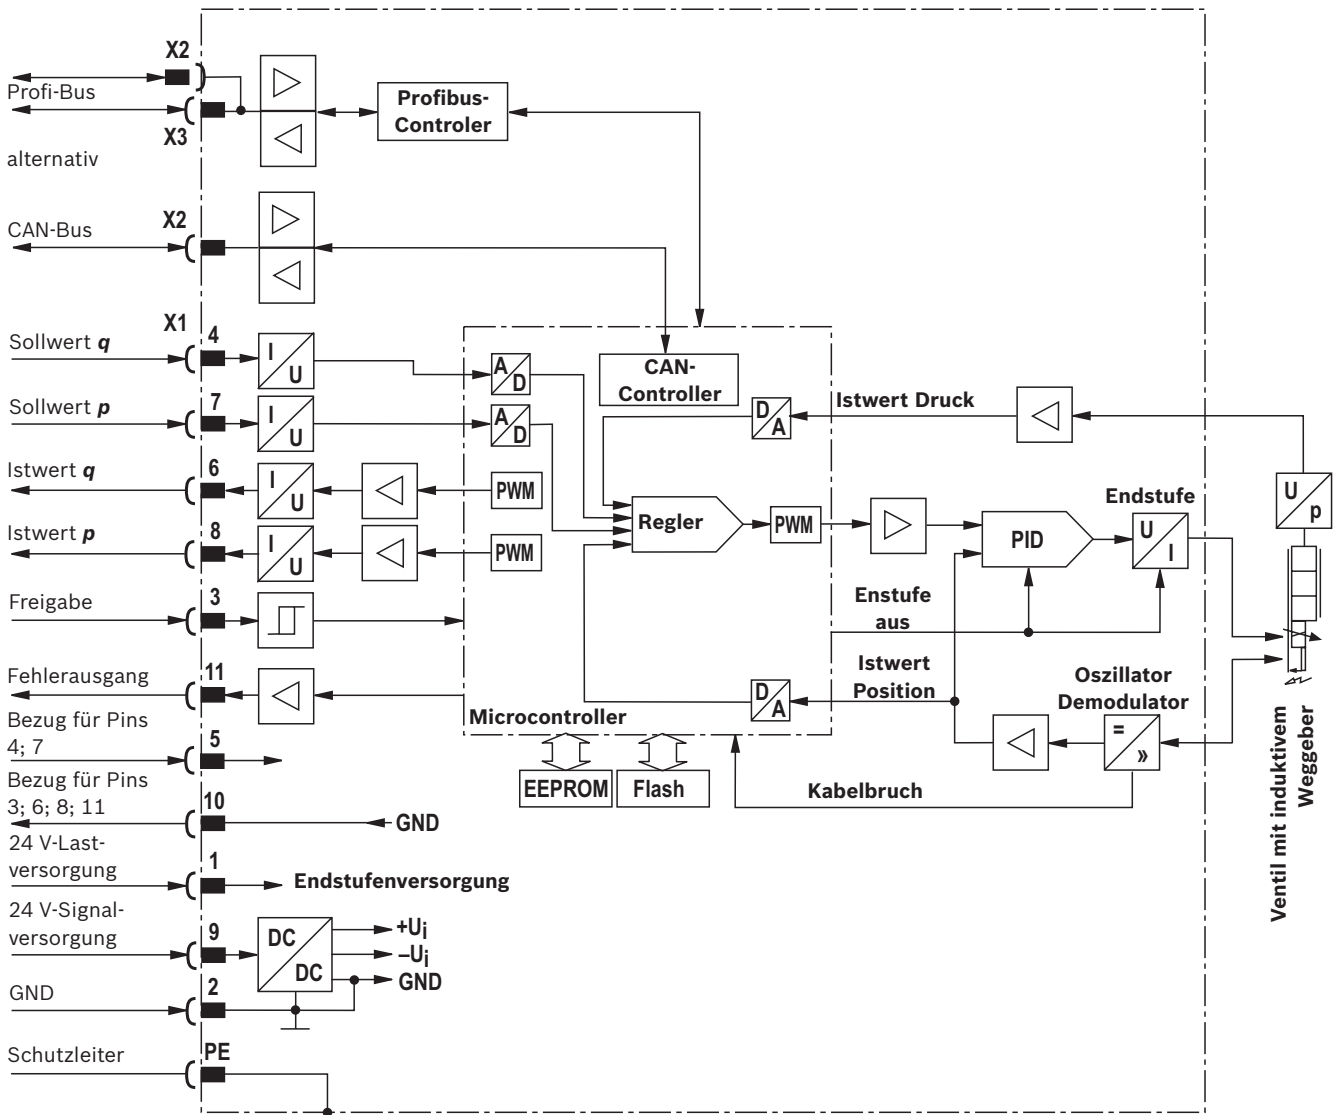 X2
Profi-Bus
X3
alternativ
Profibus-
Controler
X2
CAN-Bus
X1
Sollwert q
4
I
U
A
D
CAN-
Controller
Sollwert p
7
I
U
A
D
D
A
Istwert Druck
Istwert q
6
I
U
PWM
U
p
Istwert p
8
I
U
PWM
Regler
PWM
PID
Endstufe
U
I
Freigabe
3
Enstufe
aus
Fehlerausgang
11
Istwert
Position
Oszillator
Demodulator
D
A
Microcontroller
=
»
Bezug für Pins
4; 7
5
EEPROM
Flash
Kabelbruch
Ventil mit induktivem
Weggeber
Bezug für Pins
3; 6; 8; 11
10
GND
24 V-Last-
versorgung
1
Endstufenversorgung
24 V-Signal-
versorgung
9
DC
DC
+Ui
–Ui
GND
GND
2
Schutzleiter
PE